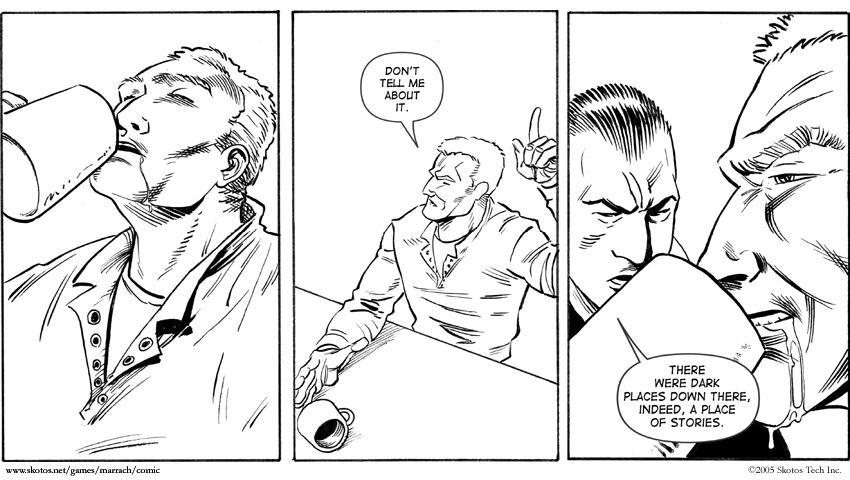 DON'T
TELL ME
ABOUT
IT.
THERE
WERE DARK
PLACES DOWN THERE,
INDEED, A PLACE
OF STORIES.
www.skotos.net/games/marrach/comic
©2005 Skotos Tech Inc.